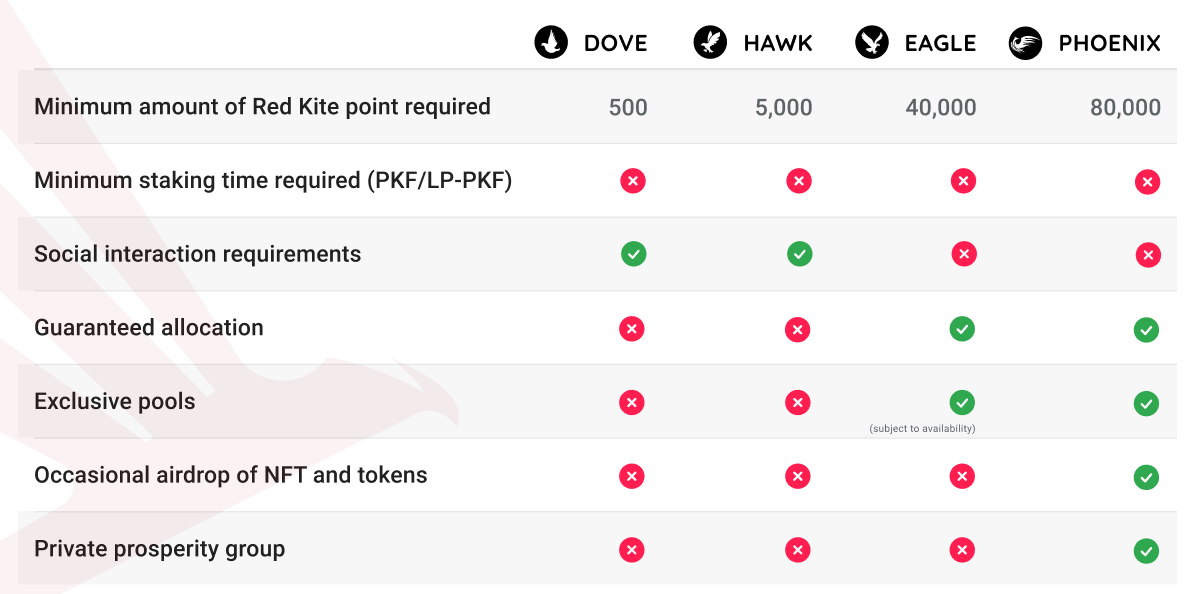 DOVE HAWK EAGLE PHOENIX
Minimum amount of Red Kite point required 500 5,000 40,000 80,000
Minimum staking time required (PKF/LP-PKF)
Social interaction requirements
Guaranteed allocation
Exclusive pools
(subject to availability)
Occasional airdrop of NFT and tokens
Private prosperity group